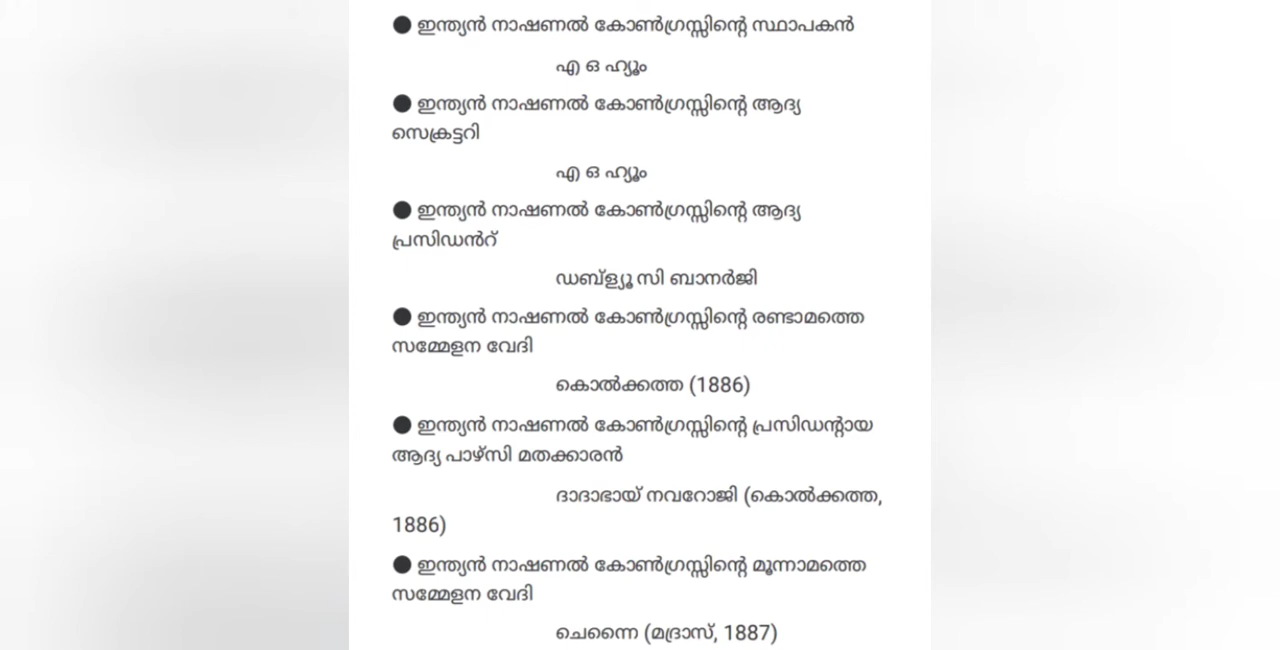 ● ഇന്ത്യൻ നാഷണൽ കോൺഗ്രസ്സിന്റെ സ്ഥാപകൻ
എ ഒ ഹ്യൂം
● ഇന്ത്യൻ നാഷണൽ കോൺഗ്രസ്സിന്റെ ആദ്യ
സെക്രട്ടറി
എ ഒ ഹ്യൂം
● ഇന്ത്യൻ നാഷണൽ കോൺഗ്രസ്സിന്റെ ആദ്യ
പ്രസിഡൻറ്
ഡബ്ള്യൂ സി ബാനർജി
● ഇന്ത്യൻ നാഷണൽ കോൺഗ്രസ്സിന്റെ രണ്ടാമത്തെ
സമ്മേളന വേദി
കൊൽക്കത്ത (1886)
● ഇന്ത്യൻ നാഷണൽ കോൺഗ്രസ്സിന്റെ പ്രസിഡന്റായ
ആദ്യ പാഴ്സി മതക്കാരൻ
ദാദാഭായ് നവറോജി (കൊൽക്കത്ത,
1886)
● ഇന്ത്യൻ നാഷണൽ കോൺഗ്രസ്സിന്റെ മൂന്നാമത്തെ
സമ്മേളന വേദി
ചെന്നൈ (മദ്രാസ്, 1887)